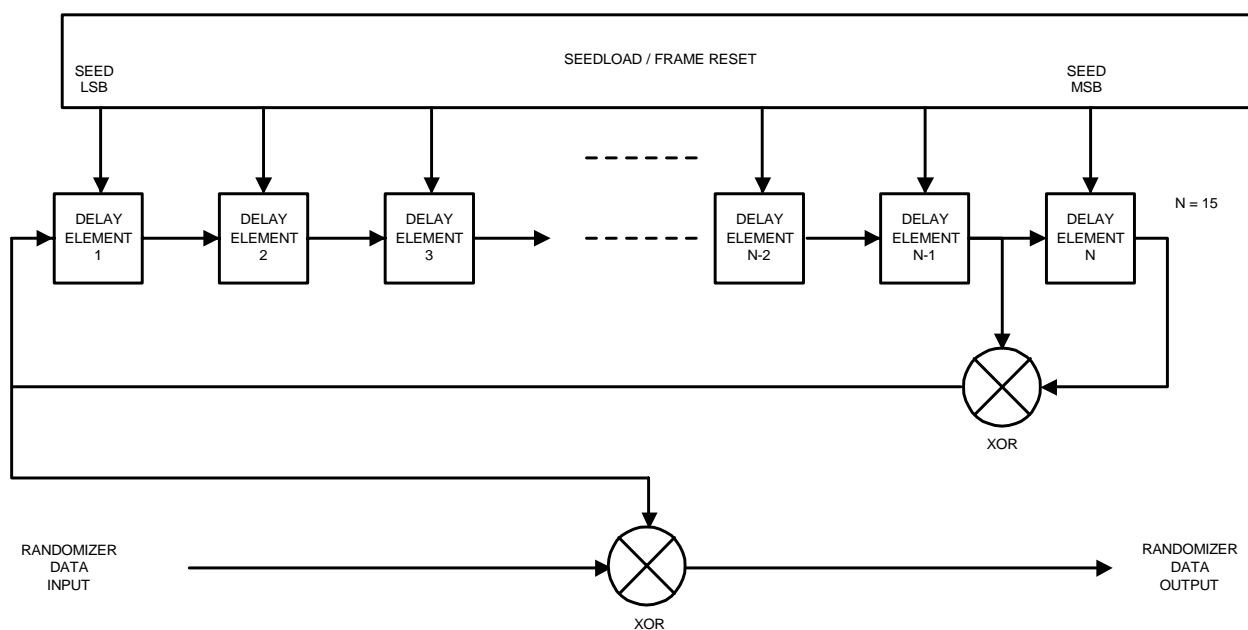 SEEDLOAD / FRAME RESET
SEED
LSB
SEED
MSB
DELAY
ELEMENT
1
DELAY
ELEMENT
2
DELAY
ELEMENT
3
DELAY
ELEMENT
N-2
DELAY
ELEMENT
N-1
DELAY
ELEMENT
N
N = 15
XOR
RANDOMIZER
DATA
INPUT
XOR
RANDOMIZER
DATA
OUTPUT